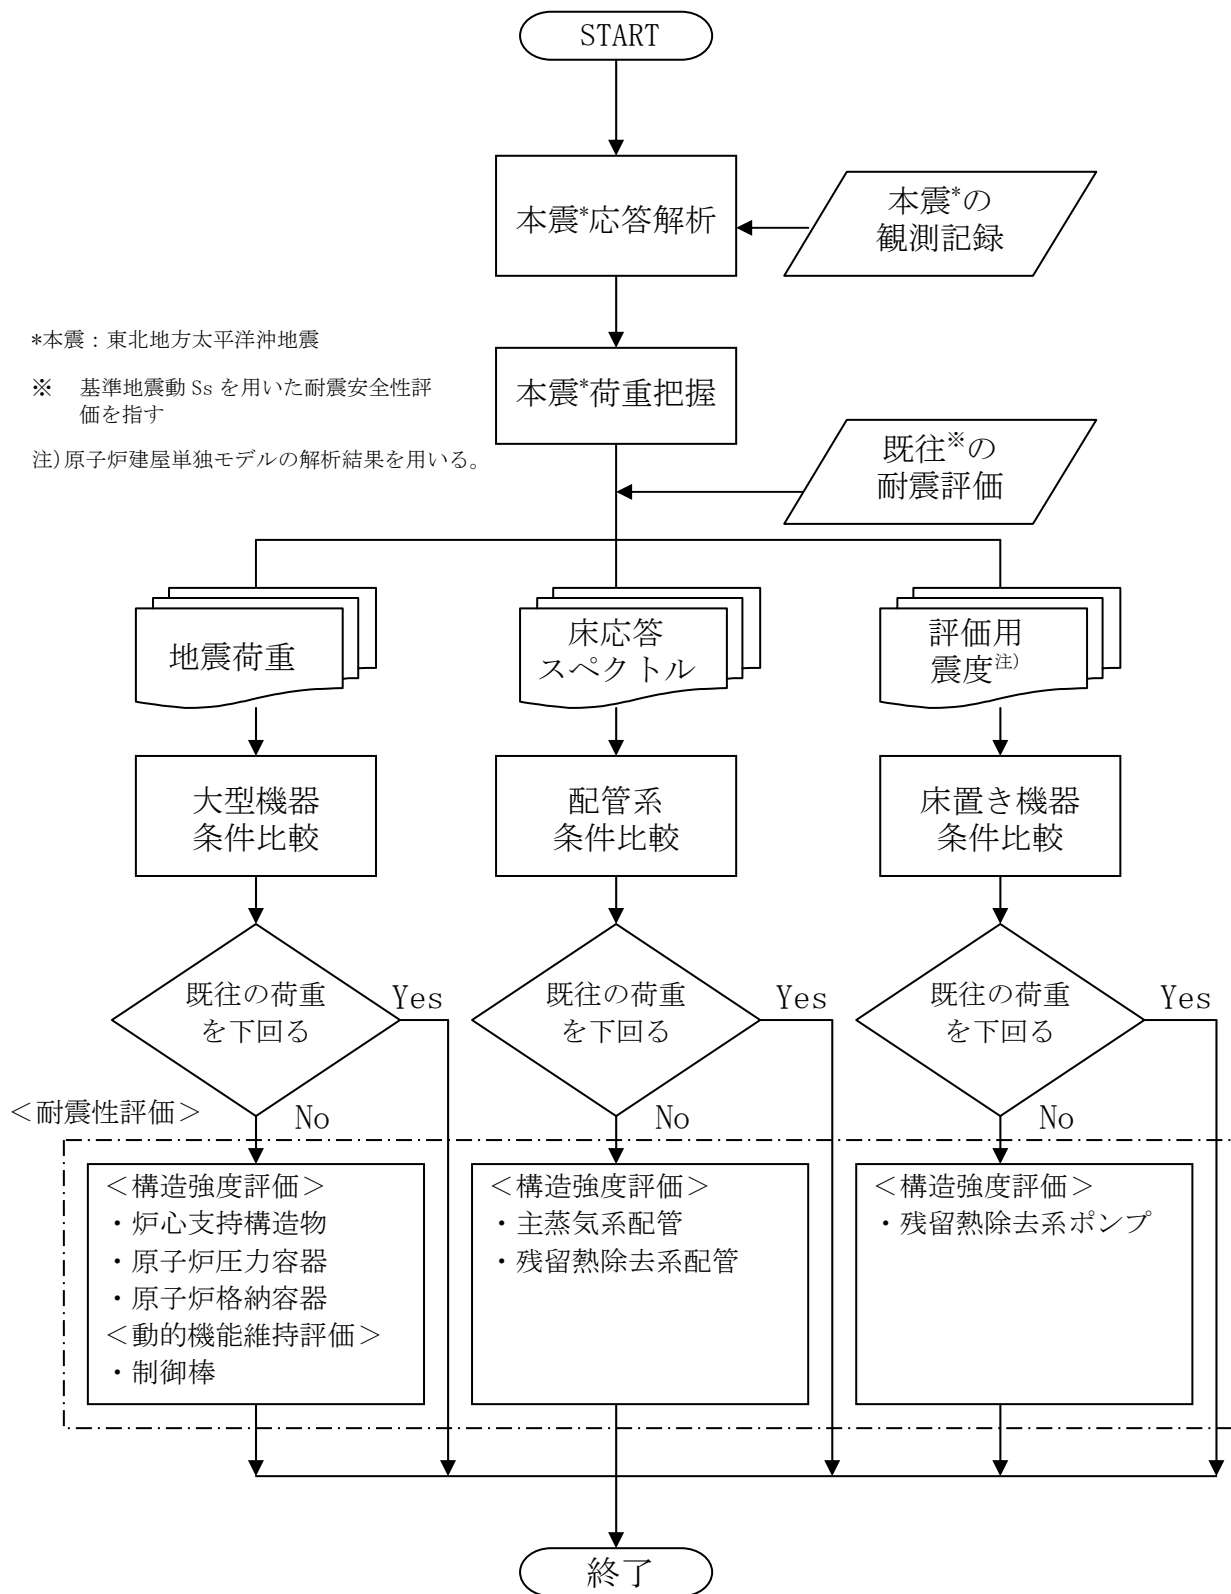 START
本震*応答解析
本震*の
観測記録
*本震：東北地方太平洋沖地震
※ 基準地震動 Ss を用いた耐震安全性評
価を指す
注)原子炉建屋単独モデルの解析結果を用いる。
本震*荷重把握
既往※の
耐震評価
地震荷重
床応答
スペクトル
評価用
震度注)
大型機器
条件比較
配管系
条件比較
床置き機器
条件比較
既往の荷重
を下回る
Yes
既往の荷重
を下回る
Yes
既往の荷重
を下回る
Yes
＜耐震性評価＞
No
No
No
＜構造強度評価＞
・炉心支持構造物
・原子炉圧力容器
・原子炉格納容器
＜動的機能維持評価＞
・制御棒
＜構造強度評価＞
・主蒸気系配管
・残留熱除去系配管
＜構造強度評価＞
・残留熱除去系ポンプ
終了